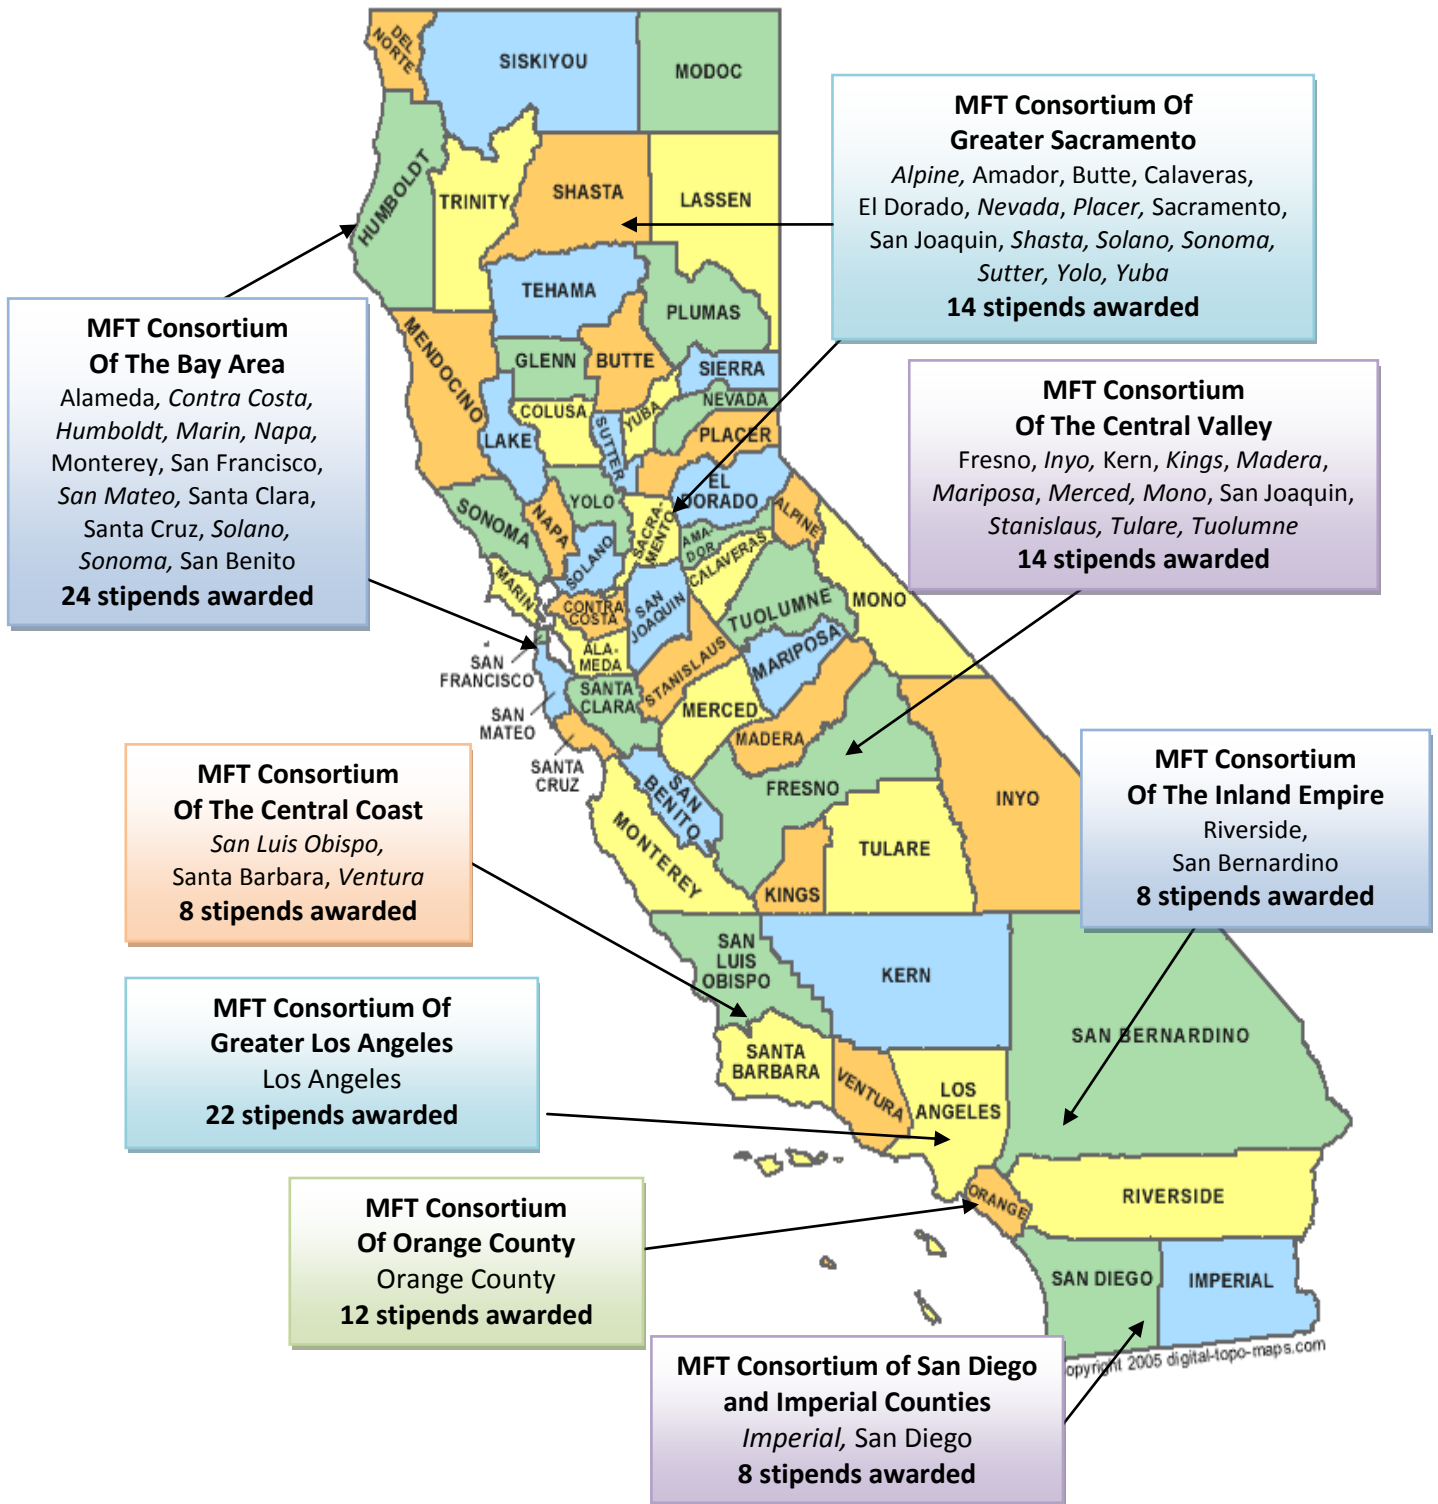 DEL
NORTE
SISKIYOU
MODOC
HUMBOLDT
TRINITY
SHASTA
LASSEN
TEHAMA
PLUMAS
MENDOCINO
GLENN
BUTTE
SIERRA
NEVADA
COLUSA
YUBA
LAKE
SUTTER
PLACER
EL
DORADO
YOLO
SONOMA
NAPA
SACRA-
MENTO
ALPINE
AMA-
DOR
SOLANO
CALAVERAS
MARIN
CONTRA
COSTA
SAN
JOAQUIN
TUOLUMNE
MONO
ALA-
MEDA
STANISLAUS
MARIPOSA
SAN
FRANCISCO
SANTA
CLARA
MERCED
SAN
MATEO
MADERA
SANTA
CRUZ
SAN
BENITO
FRESNO
INYO
MONTEREY
TULARE
KINGS
SAN
LUIS
OBISPO
KERN
SAN BERNARDINO
SANTA
BARBARA
VENTURA
LOS
ANGELES
ORANGE
RIVERSIDE
SAN DIEGO
IMPERIAL
opyright 2005 digital-topo-maps.com
MFT Consortium Of
Greater Sacramento
Alpine, Amador, Butte, Calaveras,
El Dorado, Nevada, Placer, Sacramento,
San Joaquin, Shasta, Solano, Sonoma,
Sutter, Yolo, Yuba
14 stipends awarded
MFT Consortium
Of The Bay Area
Alameda, Contra Costa,
Humboldt, Marin, Napa,
Monterey, San Francisco,
San Mateo, Santa Clara,
Santa Cruz, Solano,
Sonoma, San Benito
24 stipends awarded
MFT Consortium
Of The Central Valley
Fresno, Inyo, Kern, Kings, Madera,
Mariposa, Merced, Mono, San Joaquin,
Stanislaus, Tulare, Tuolumne
14 stipends awarded
MFT Consortium
Of The Central Coast
San Luis Obispo,
Santa Barbara, Ventura
8 stipends awarded
MFT Consortium
Of The Inland Empire
Riverside,
San Bernardino
8 stipends awarded
MFT Consortium Of
Greater Los Angeles
Los Angeles
22 stipends awarded
MFT Consortium
Of Orange County
Orange County
12 stipends awarded
MFT Consortium of San Diego
and Imperial Counties
Imperial, San Diego
8 stipends awarded